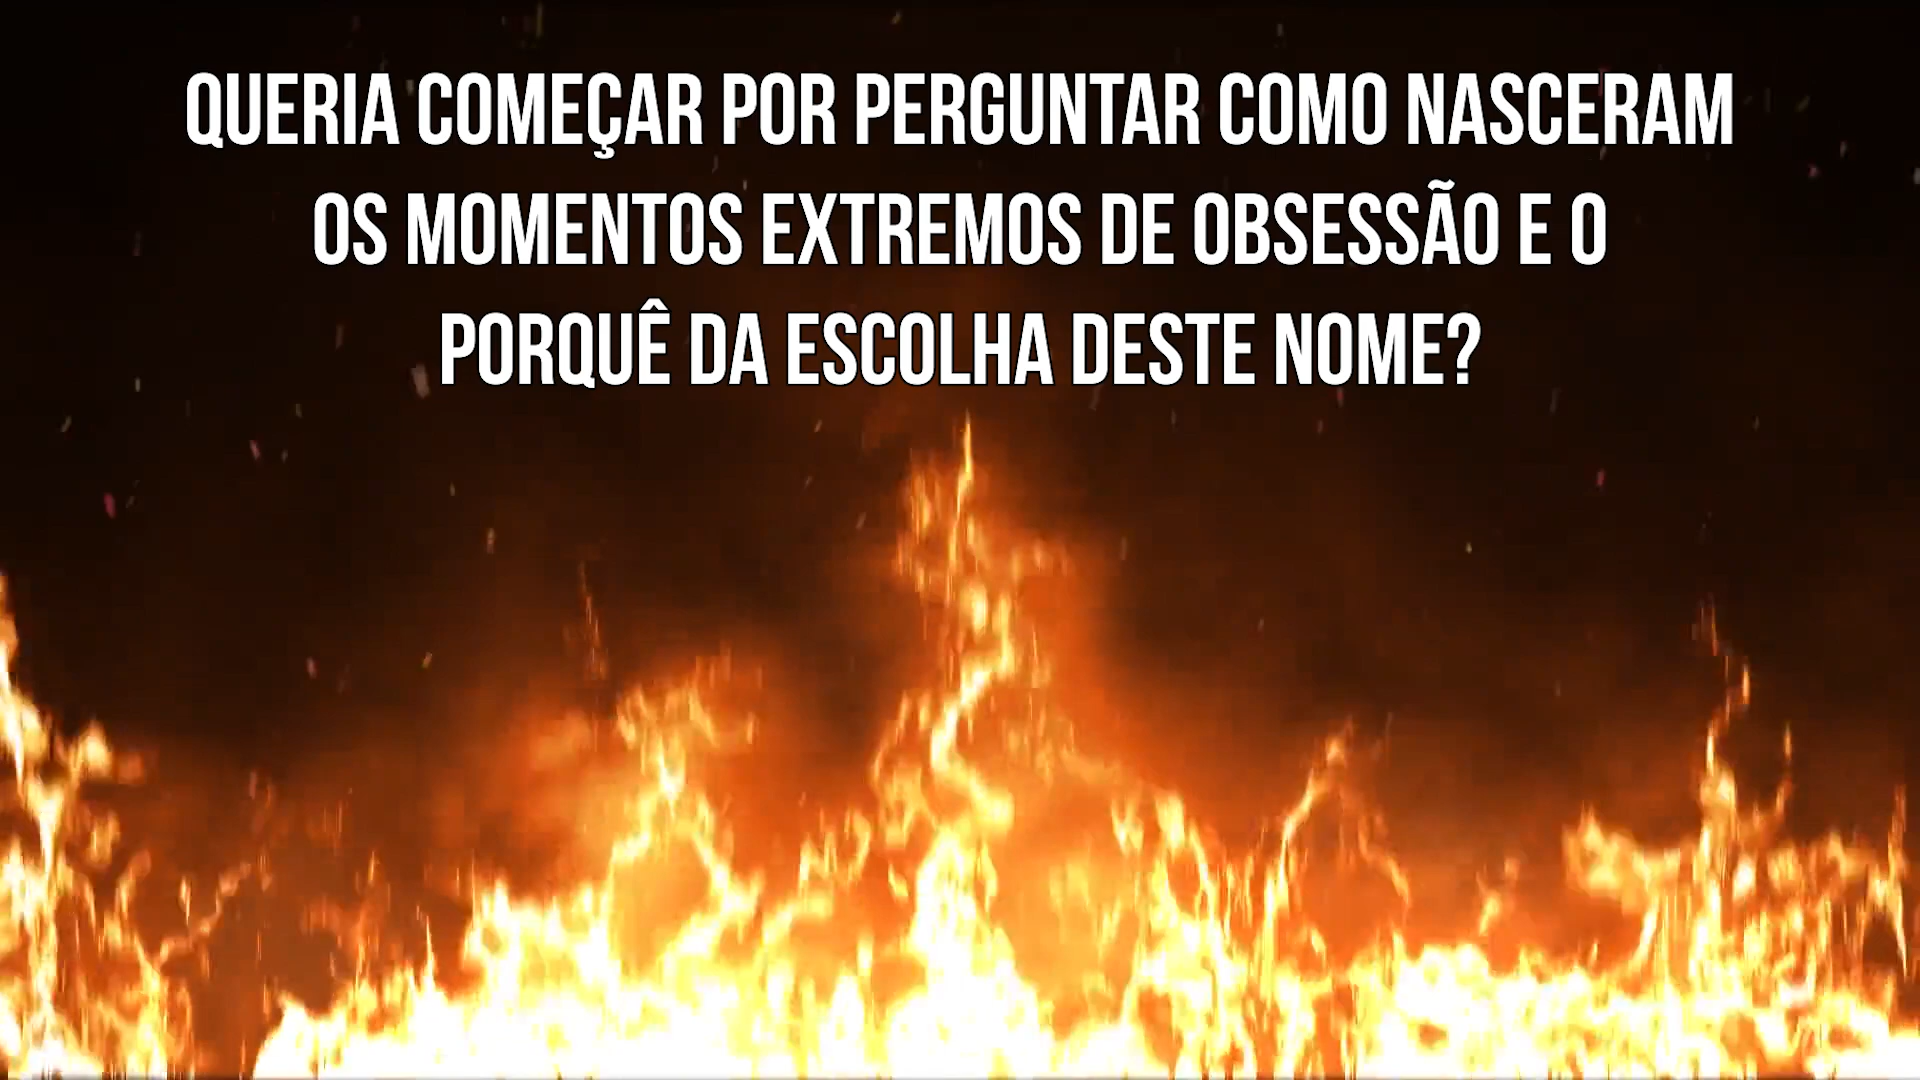 QUERIA COMEÇAR POR PERGUNTAR COMO NASCERAM
OS MOMENTOS EXTREMOS DE OBSESSÃO E O
PORQUÊ DA ESCOLHA DESTE NOME?